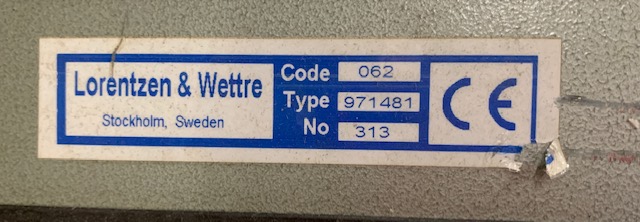 Lorentzen & Wettre
Stockholm, Sweden
Code 062
Type 971481
No 313
CE